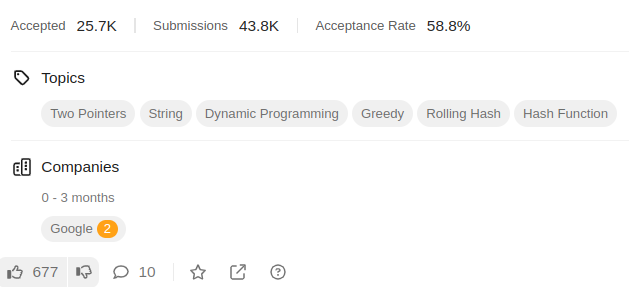 Accepted 25.7K Submissions 43.8K Acceptance Rate 58.8%
Topics
Two Pointers String Dynamic Programming Greedy Rolling Hash Hash Function
Companies
0 - 3 months
Google 2
677 10